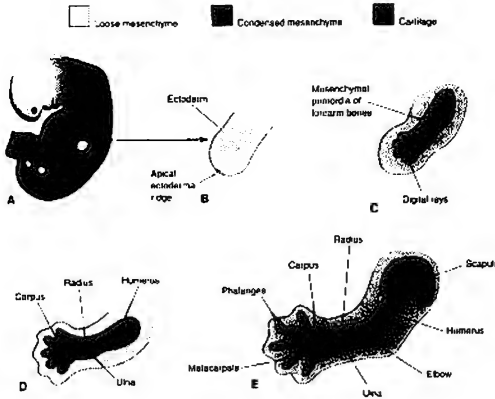 Loose mesenchyme
Condensed mesenchyme
Cartilage
Ectoderm
Apical
ectoderma
ridge
A
B
Mesenchymal
primordia of
forearm bones
Digital rays
C
Carpus
Radius
Humerus
Ulna
D
Radius
Carpus
Phalanges
Scapula
Humerus
Elbow
Metacarpals
Ulna
E